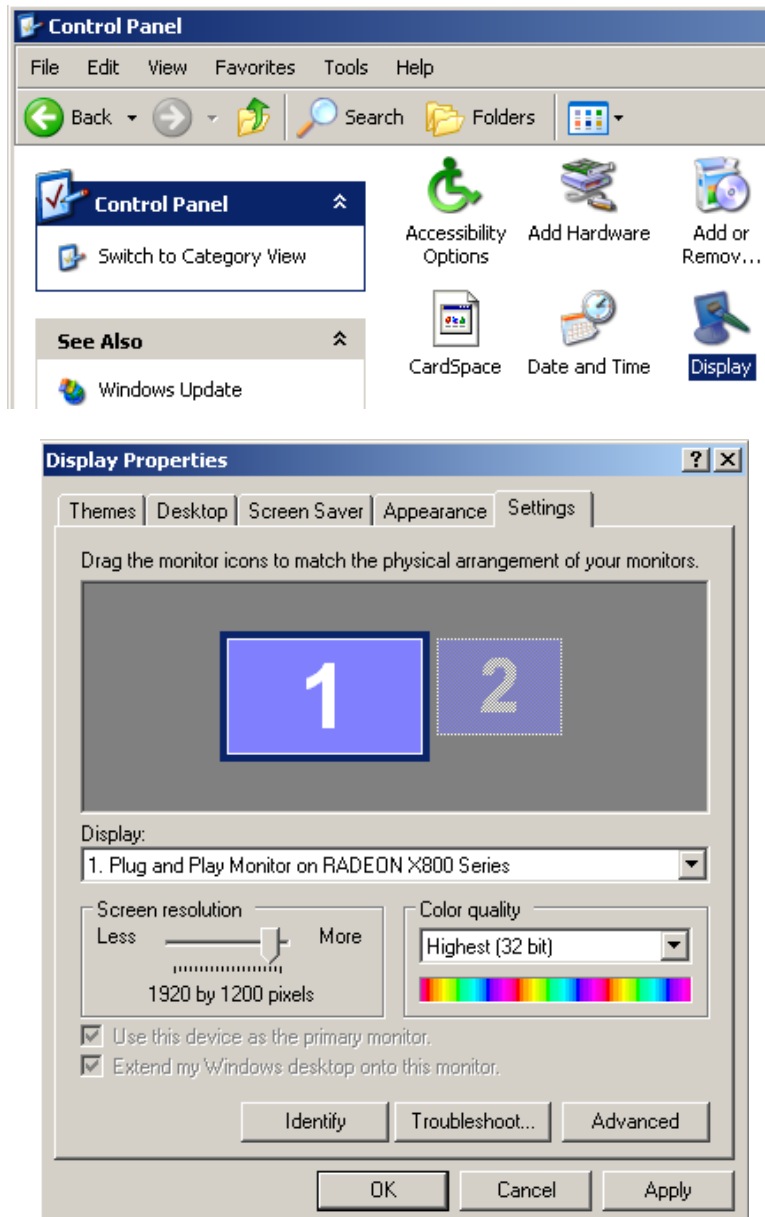 Control Panel
File Edit View Favorites Tools Help
Back Search Folders
Control Panel
Switch to Category View
See Also
Windows Update
Accessibility Options
Add Hardware
Add or Remov...
CardSpace
Date and Time
Display
Display Properties
Themes Desktop Screen Saver Appearance Settings
Drag the monitor icons to match the physical arrangement of your monitors.
1 2
Display:
1. Plug and Play Monitor on RADEON X800 Series
Screen resolution
Less More
1920 by 1200 pixels
Color quality
Highest (32 bit)
Use this device as the primary monitor.
Extend my Windows desktop onto this monitor.
Identify Troubleshoot... Advanced
OK Cancel Apply